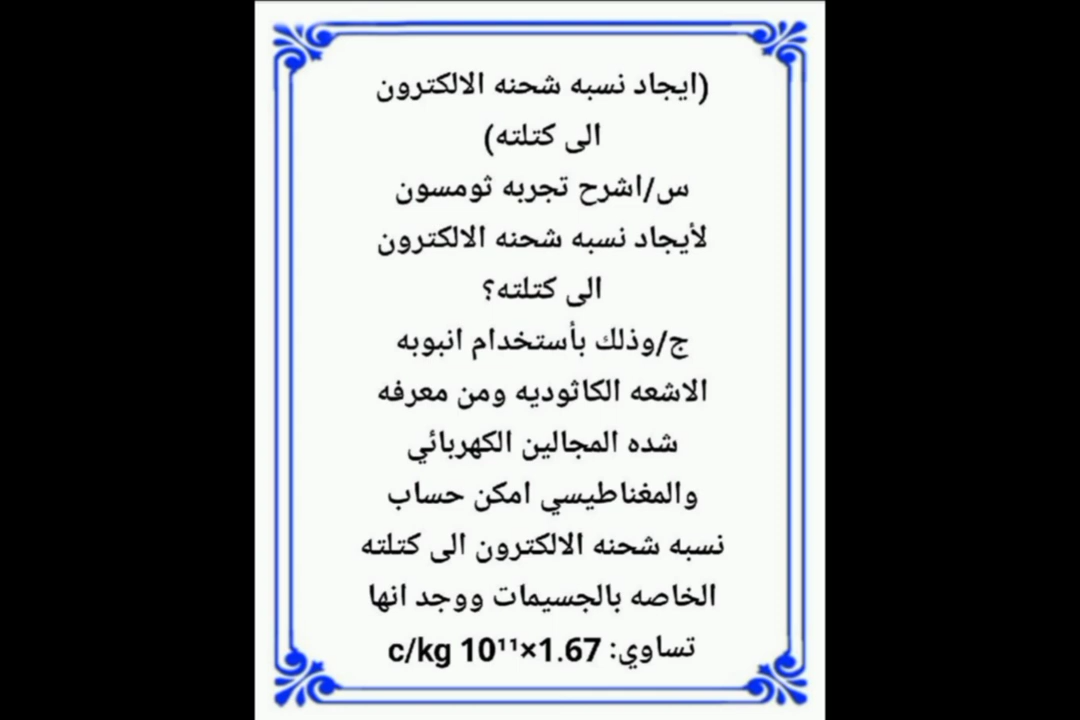 (ايجاد نسبه شحنه الالكترون
الى كتلته)
س/اشرح تجربه ثومسون
لأيجاد نسبه شحنه الالكترون
الى كتلته؟
ج/وذلك بأستخدام انبوبه
الاشعه الكاثوديه ومن معرفه
شده المجالين الكهربائي
والمغناطيسي امكن حساب
نسبه شحنه الالكترون الى كتلته
الخاصه بالجسيمات ووجد انها
تساوي: 1.67×10¹¹ c/kg